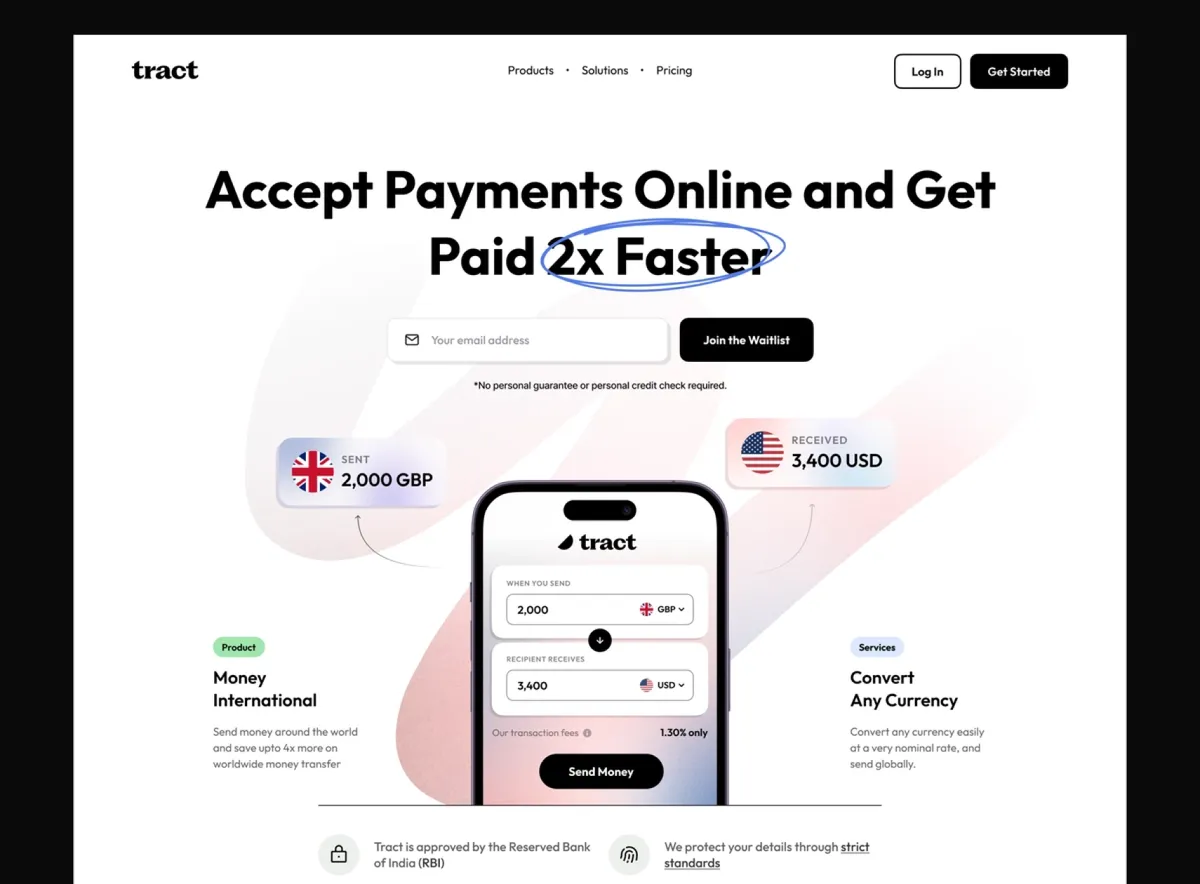 tract
Products • Solutions • Pricing
Log In
Get Started
Accept Payments Online and Get
Paid 2x Faster
Your email address
Join the Waitlist
*No personal guarantee or personal credit check required.
SENT
2,000 GBP
RECEIVED
3,400 USD
tract
WHEN YOU SEND
2,000
GBP
RECIPIENT RECEIVES
3,400
USD
Our transaction fees
1.30% only
Send Money
Product
Money
International
Send money around the world
and save upto 4x more on
worldwide money transfer
Services
Convert
Any Currency
Convert any currency easily
at a very nominal rate, and
send globally.
Tract is approved by the Reserved Bank
of India (RBI)
We protect your details through strict
standards